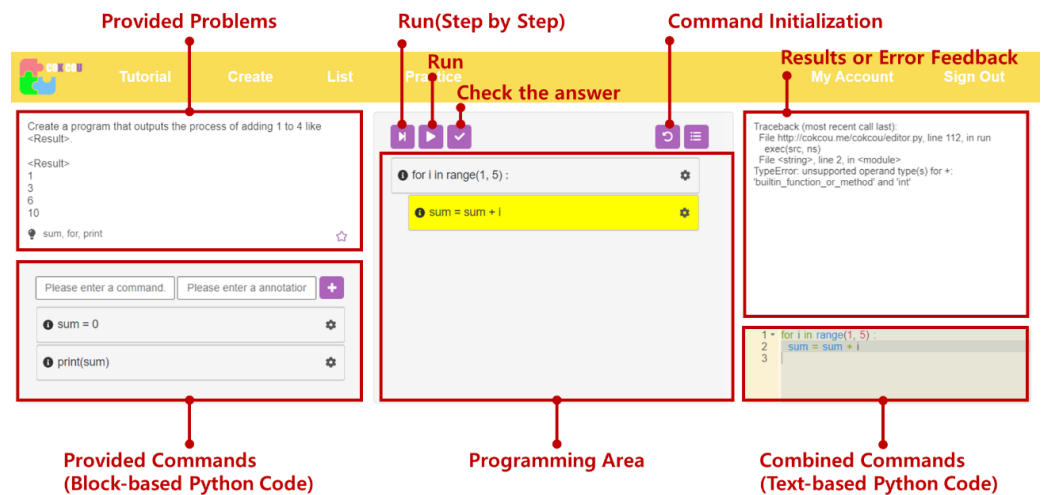 Provided Problems
Run(Step by Step)
Command Initialization
Run
Results or Error Feedback
Check the answer
COK COU
Tutorial
Create
List
Practice
My Account
Sign Out
Create a program that outputs the process of adding 1 to 4 like
<Result>.
<Result>
1
3
6
10
sum, for, print
Please enter a command.
Please enter a annotation
sum = 0
print(sum)
for i in range(1, 5) :
sum = sum + i
Traceback (most recent call last):
File http://cokcou.me/cokcou/editor.py, line 112, in run
exec(src, ns)
File <string>, line 2, in <module>
TypeError: unsupported operand type(s) for +:
'builtin_function_or_method' and 'int'
1 for i in range(1, 5) :
2 sum = sum + i
3
Provided Commands
(Block-based Python Code)
Programming Area
Combined Commands
(Text-based Python Code)